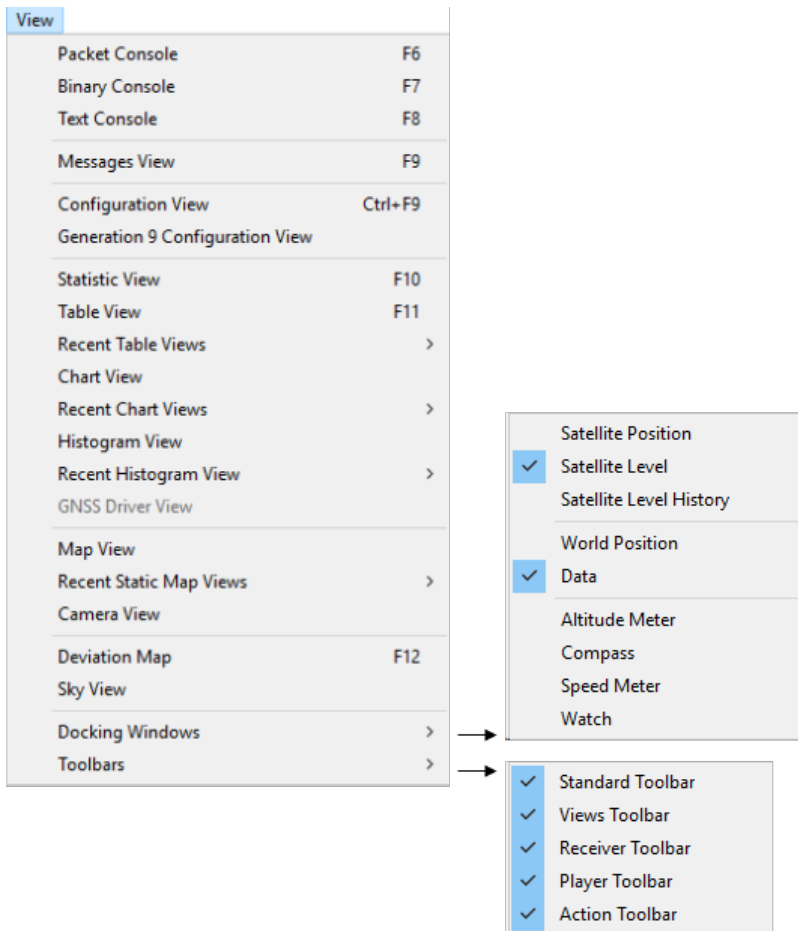 View
Packet Console F6
Binary Console F7
Text Console F8
Messages View F9
Configuration View Ctrl+F9
Generation 9 Configuration View
Statistic View F10
Table View F11
Recent Table Views
Chart View
Recent Chart Views
Histogram View
Recent Histogram View
GNSS Driver View
Map View
Recent Static Map Views
Camera View
Deviation Map F12
Sky View
Docking Windows
Toolbars
Satellite Position
Satellite Level
Satellite Level History
World Position
Data
Altitude Meter
Compass
Speed Meter
Watch
Standard Toolbar
Views Toolbar
Receiver Toolbar
Player Toolbar
Action Toolbar